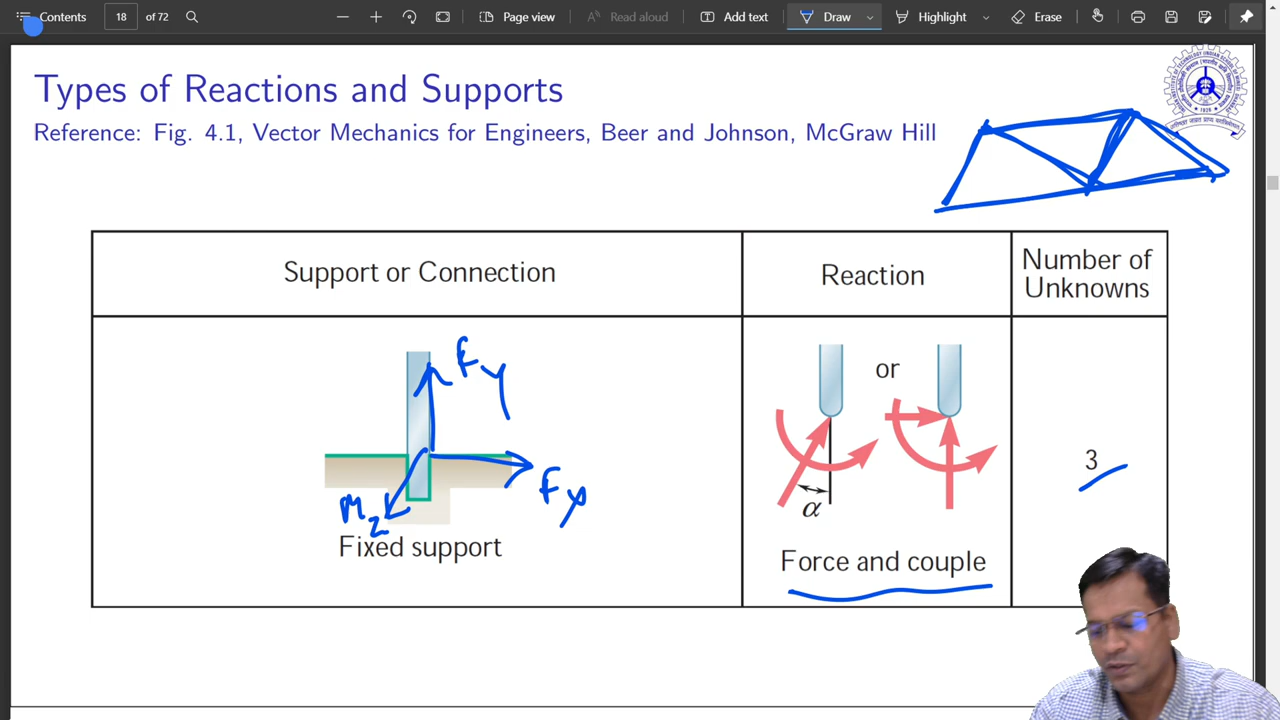 Contents 18 of 72 Page view Read aloud Add text Draw Highlight Erase
Types of Reactions and Supports
Reference: Fig. 4.1, Vector Mechanics for Engineers, Beer and Johnson, McGraw Hill
Support or Connection
Reaction
Number of
Unknowns
Fy
Fx
Mz
Fixed support
or
α
Force and couple
3